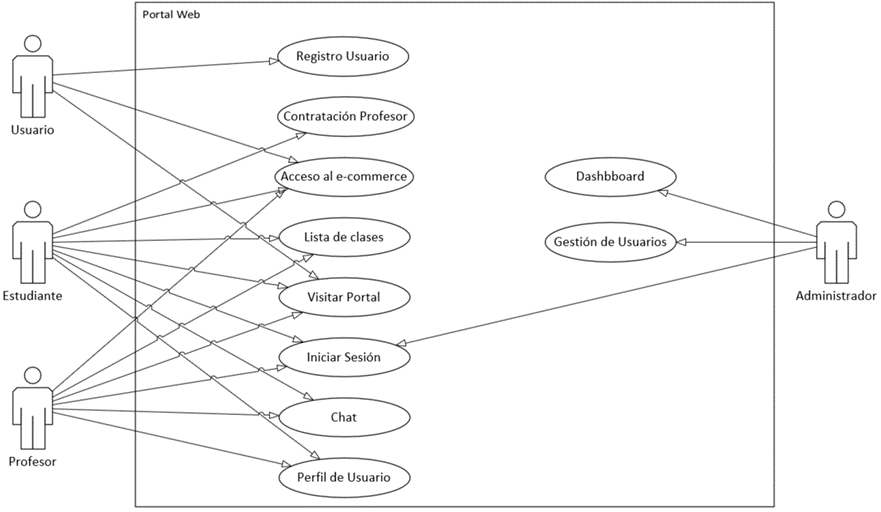 Portal Web
Registro Usuario
Usuario
Contratación Profesor
Acceso al e-commerce
Dashbboard
Lista de clases
Gestión de Usuarios
Estudiante
Visitar Portal
Administrador
Iniciar Sesión
Chat
Profesor
Perfil de Usuario